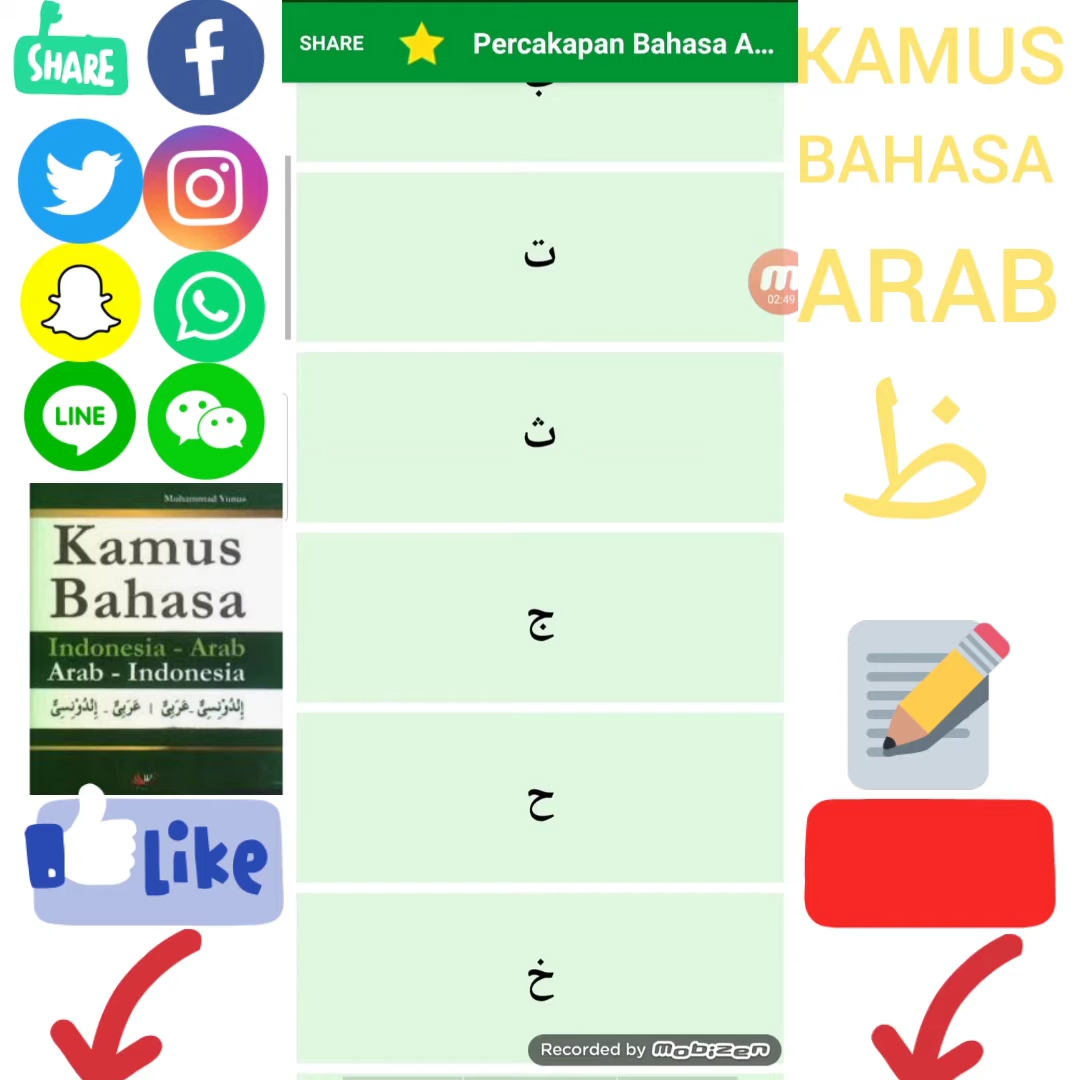 SHARE
SHARE
Percakapan Bahasa A...
KAMUS
BAHASA
ARAB
ت
02:49
ث
ظ
LINE
Muhammad Yunus
Kamus
Bahasa
Indonesia - Arab
Arab - Indonesia
إِنْدُوْنِسِيٌّ - عَرَبِيٌّ | عَرَبِيٌّ - إِنْدُوْنِسِيٌّ
ج
ح
Like
خ
Recorded by mobizen